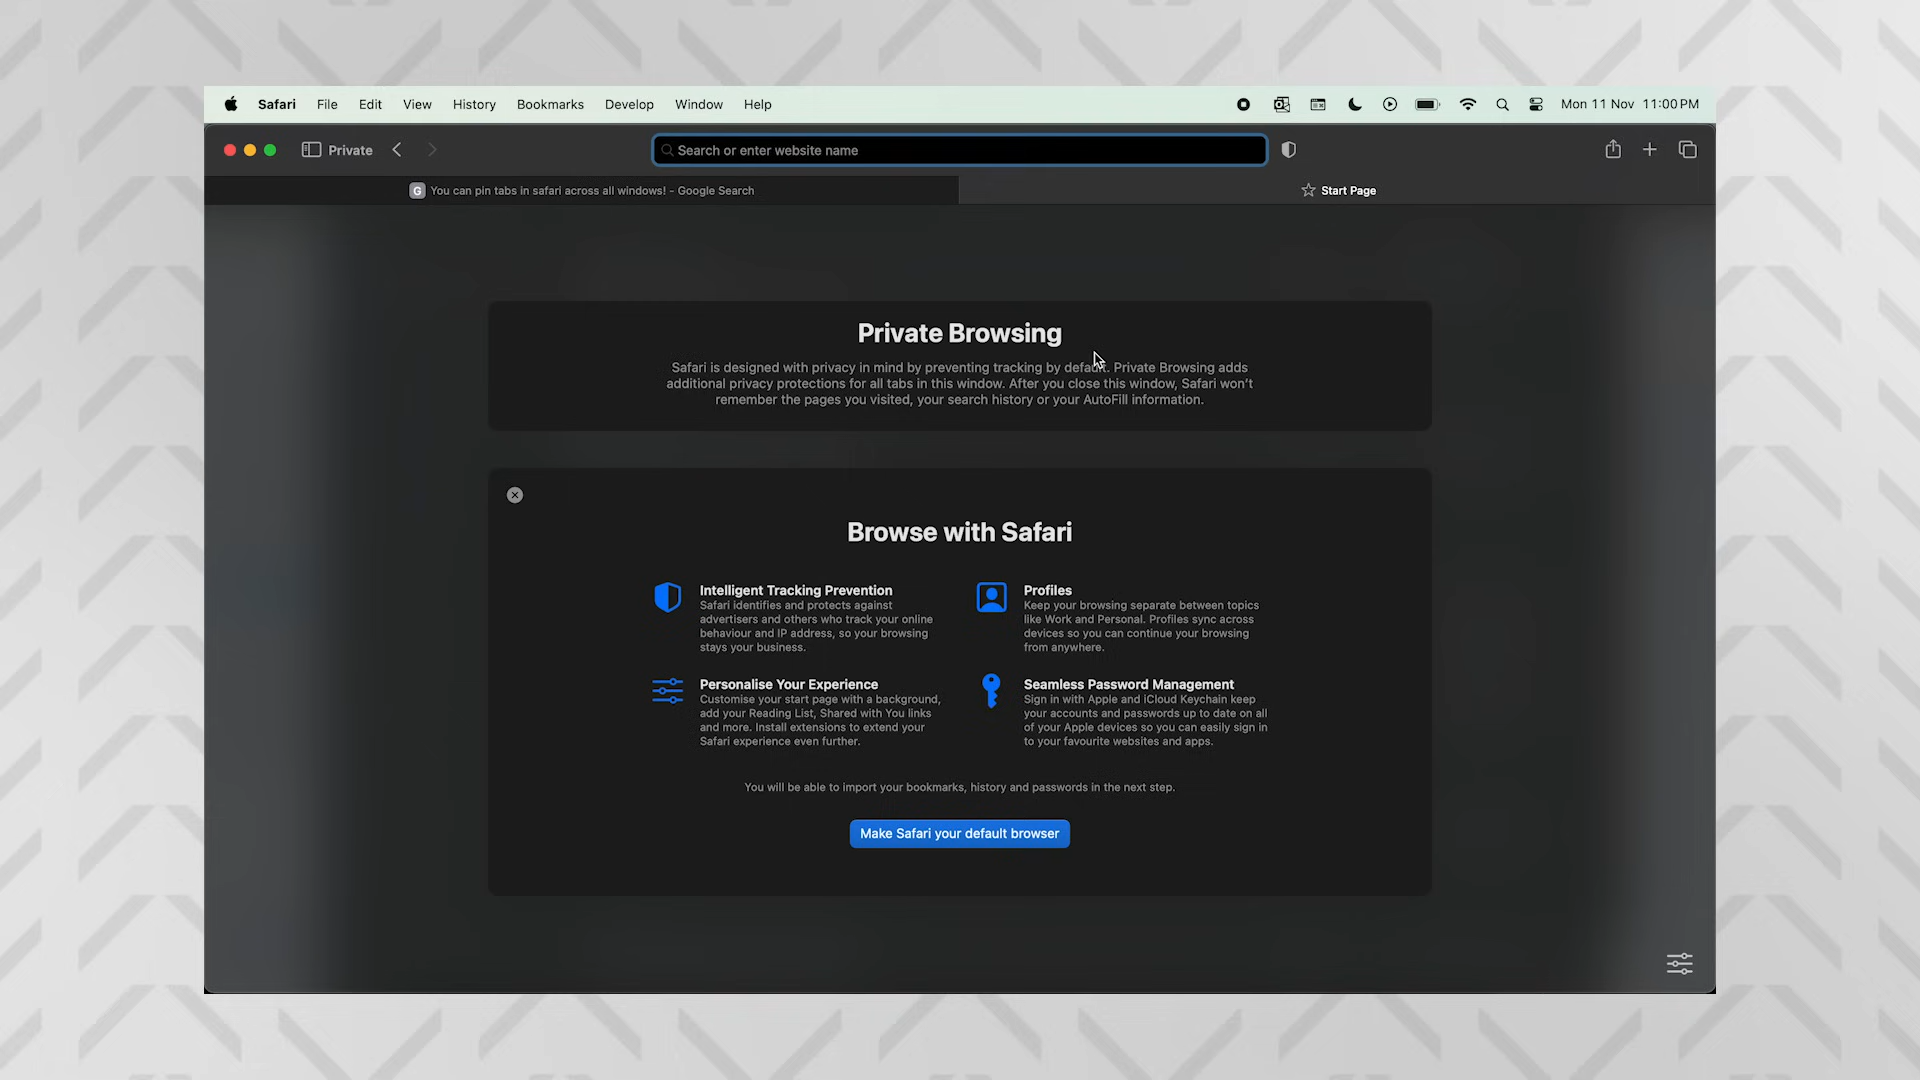 Safari File Edit View History Bookmarks Develop Window Help Mon 11 Nov 11:00 PM
Private Search or enter website name
G You can pin tabs in safari across all windows! - Google Search Start Page
Private Browsing
Safari is designed with privacy in mind by preventing tracking by default. Private Browsing adds
additional privacy protections for all tabs in this window. After you close this window, Safari won't
remember the pages you visited, your search history or your AutoFill information.
Browse with Safari
Intelligent Tracking Prevention
Safari identifies and protects against
advertisers and others who track your online
behaviour and IP address, so your browsing
stays your business.
Profiles
Keep your browsing separate between topics
like Work and Personal. Profiles sync across
devices so you can continue your browsing
from anywhere.
Personalise Your Experience
Customise your start page with a background,
add your Reading List, Shared with You links
and more. Install extensions to extend your
Safari experience even further.
Seamless Password Management
Sign in with Apple and iCloud Keychain keep
your accounts and passwords up to date on all
of your Apple devices so you can easily sign in
to your favourite websites and apps.
You will be able to import your bookmarks, history and passwords in the next step.
Make Safari your default browser